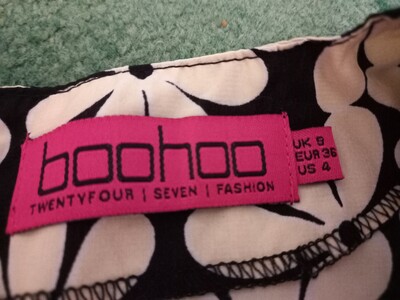 boohoo
TWENTYFOUR | SEVEN | FASHION
UK 8
EUR 36
US 4